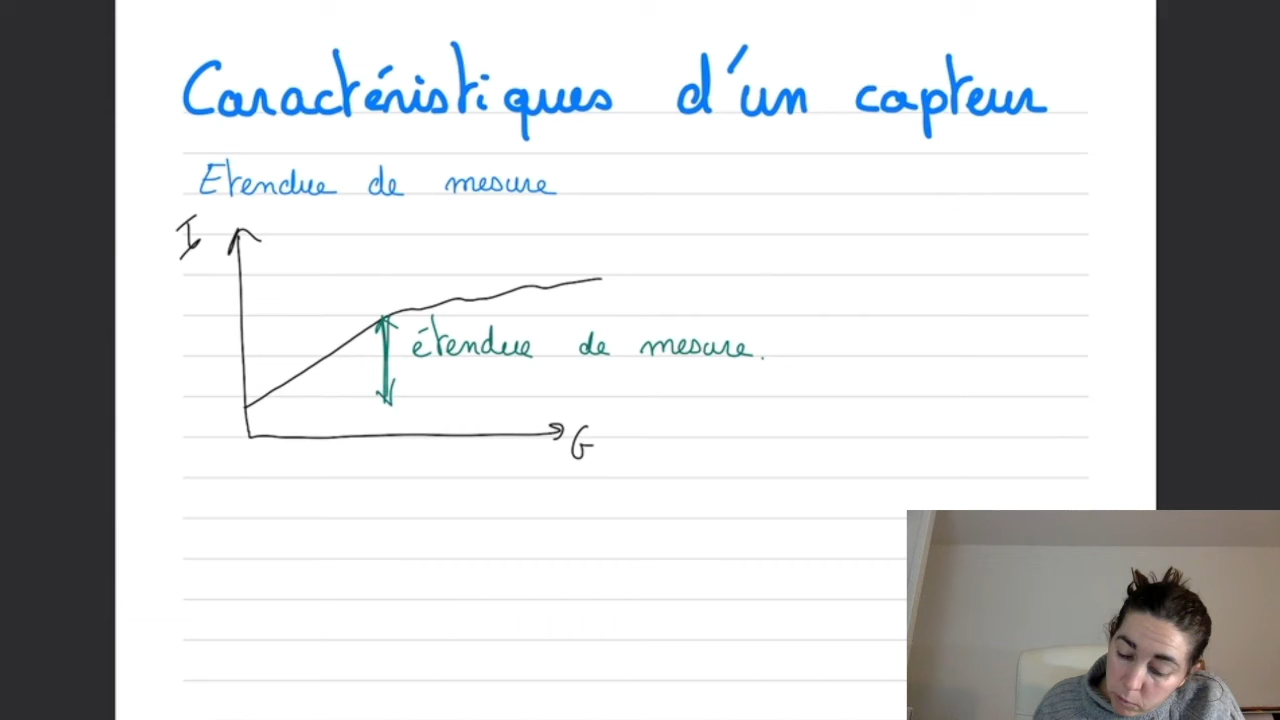 Caractéristiques d'un capteur
Etendue de mesure
I
étendue de mesure.
G